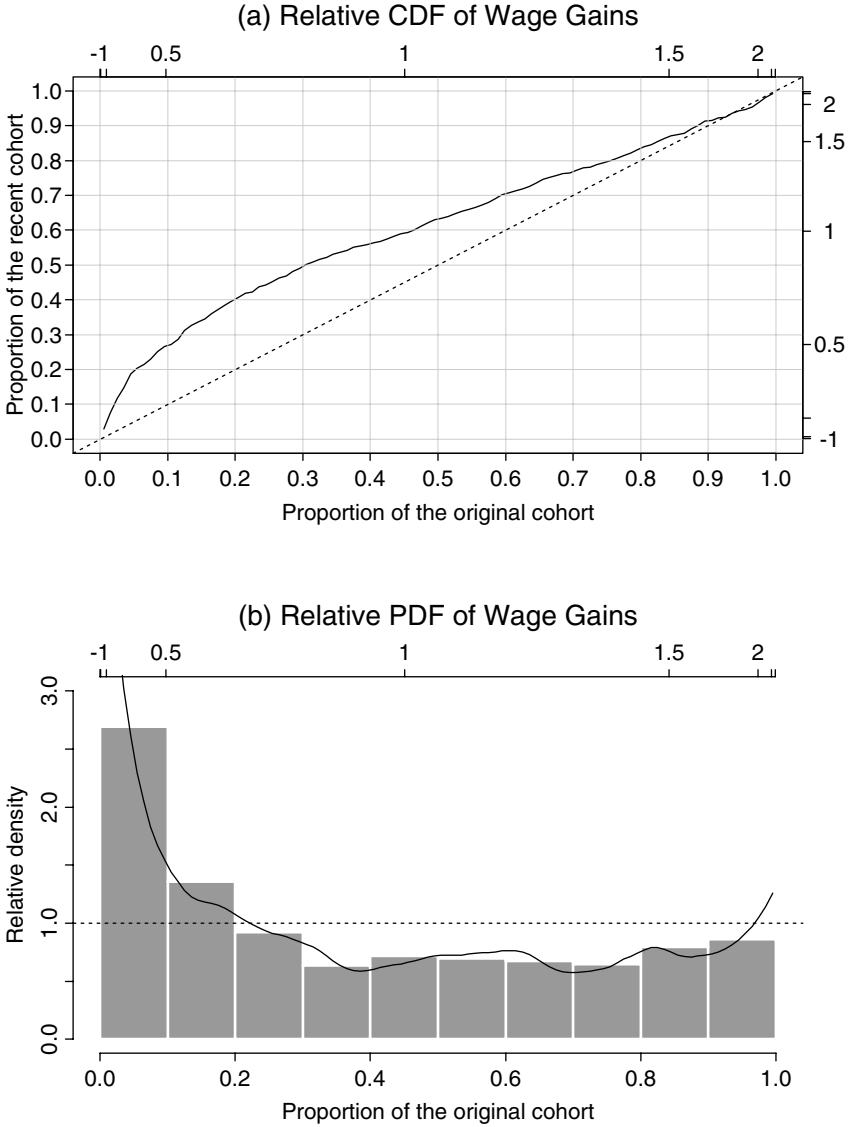 (a) Relative CDF of Wage Gains
-1 0.5 1 1.5 2
Proportion of the recent cohort
1.0
0.9
0.8
0.7
0.6
0.5
0.4
0.3
0.2
0.1
0.0
2
1.5
1
0.5
-1
0.0 0.1 0.2 0.3 0.4 0.5 0.6 0.7 0.8 0.9 1.0
Proportion of the original cohort
(b) Relative PDF of Wage Gains
-1 0.5 1 1.5 2
Relative density
3.0
2.0
1.0
0.0
0.0 0.2 0.4 0.6 0.8 1.0
Proportion of the original cohort